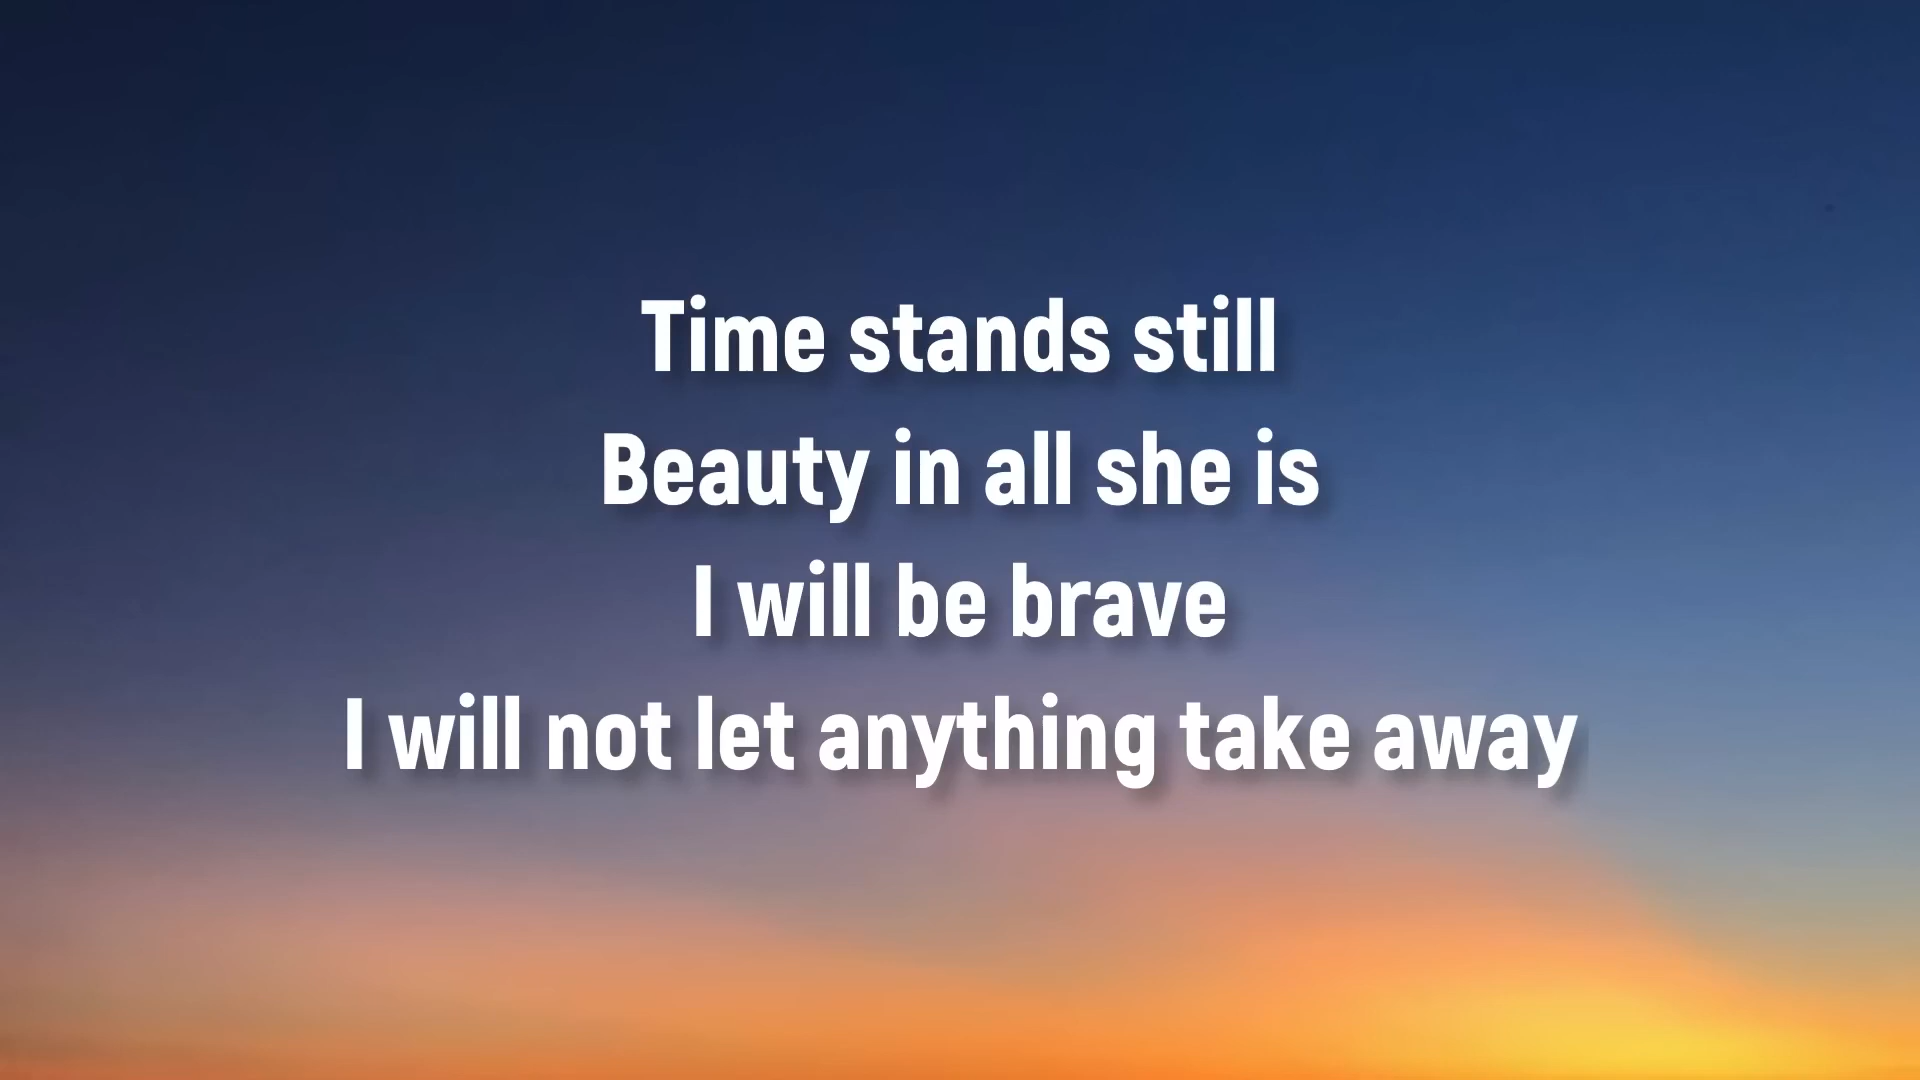 Time stands still
Beauty in all she is
I will be brave
I will not let anything take away